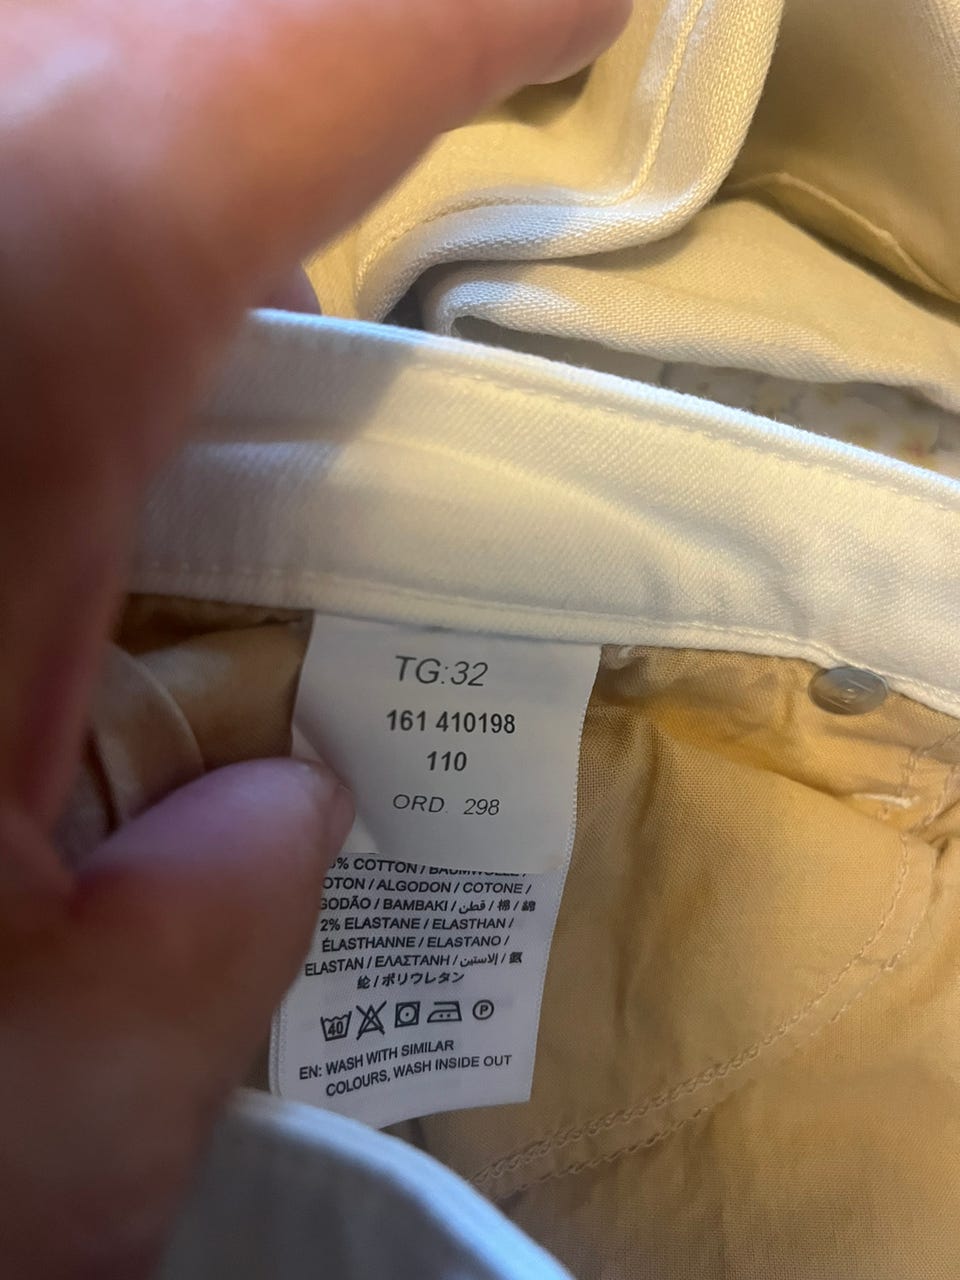 TG:32
161 410198
110
ORD. 298
% COTTON / BAUMWOLLE /
OTON / ALGODON / COTONE /
GODÃO / BAMBAKI / قطن / 棉 / 綿
2% ELASTANE / ELASTHAN /
ÉLASTHANNE / ELASTANO /
ELASTAN / ΕΛΑΣΤΑΝΗ / الاستين / 氨
纶 / ポリウレタン
40 P
EN: WASH WITH SIMILAR
COLOURS, WASH INSIDE OUT